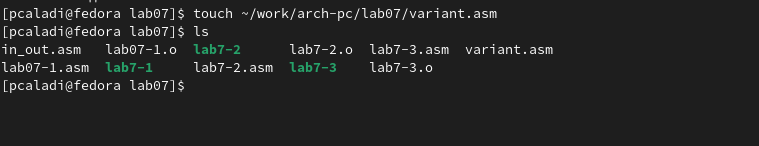 [pcaladi@fedora lab07]$ touch ~/work/arch-pc/lab07/variant.asm
[pcaladi@fedora lab07]$ ls
in_out.asm   lab07-1.o  lab7-2      lab7-2.o  lab7-3.asm  variant.asm
lab07-1.asm  lab7-1     lab7-2.asm  lab7-3    lab7-3.o
[pcaladi@fedora lab07]$